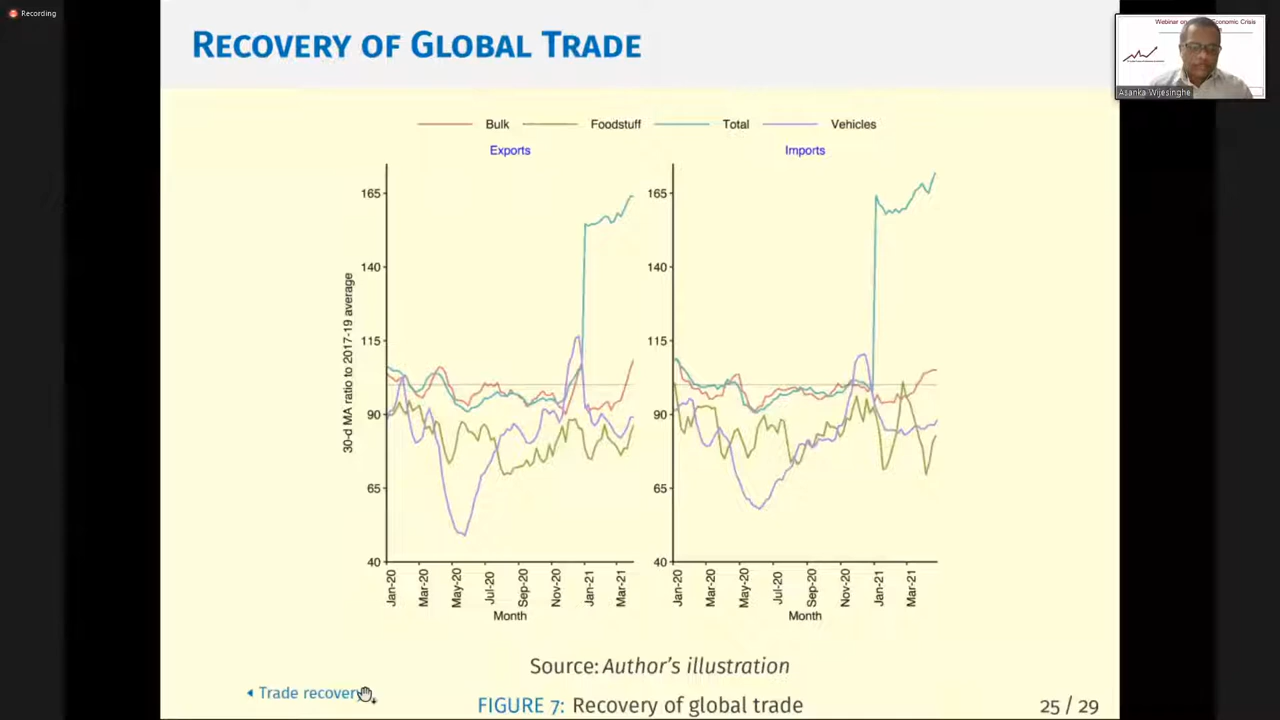 Recording
RECOVERY OF GLOBAL TRADE
Webinar on Economic Crisis
Asanka Wijesinghe
Bulk Foodstuff Total Vehicles
Exports Imports
30-d MA ratio to 2017-19 average
165
140
115
90
65
40
165
140
115
90
65
40
Jan-20 Mar-20 May-20 Jul-20 Sep-20 Nov-20 Jan-21 Mar-21
Jan-20 Mar-20 May-20 Jul-20 Sep-20 Nov-20 Jan-21 Mar-21
Month Month
Source: Author's illustration
Trade recovery
FIGURE 7: Recovery of global trade
25 / 29